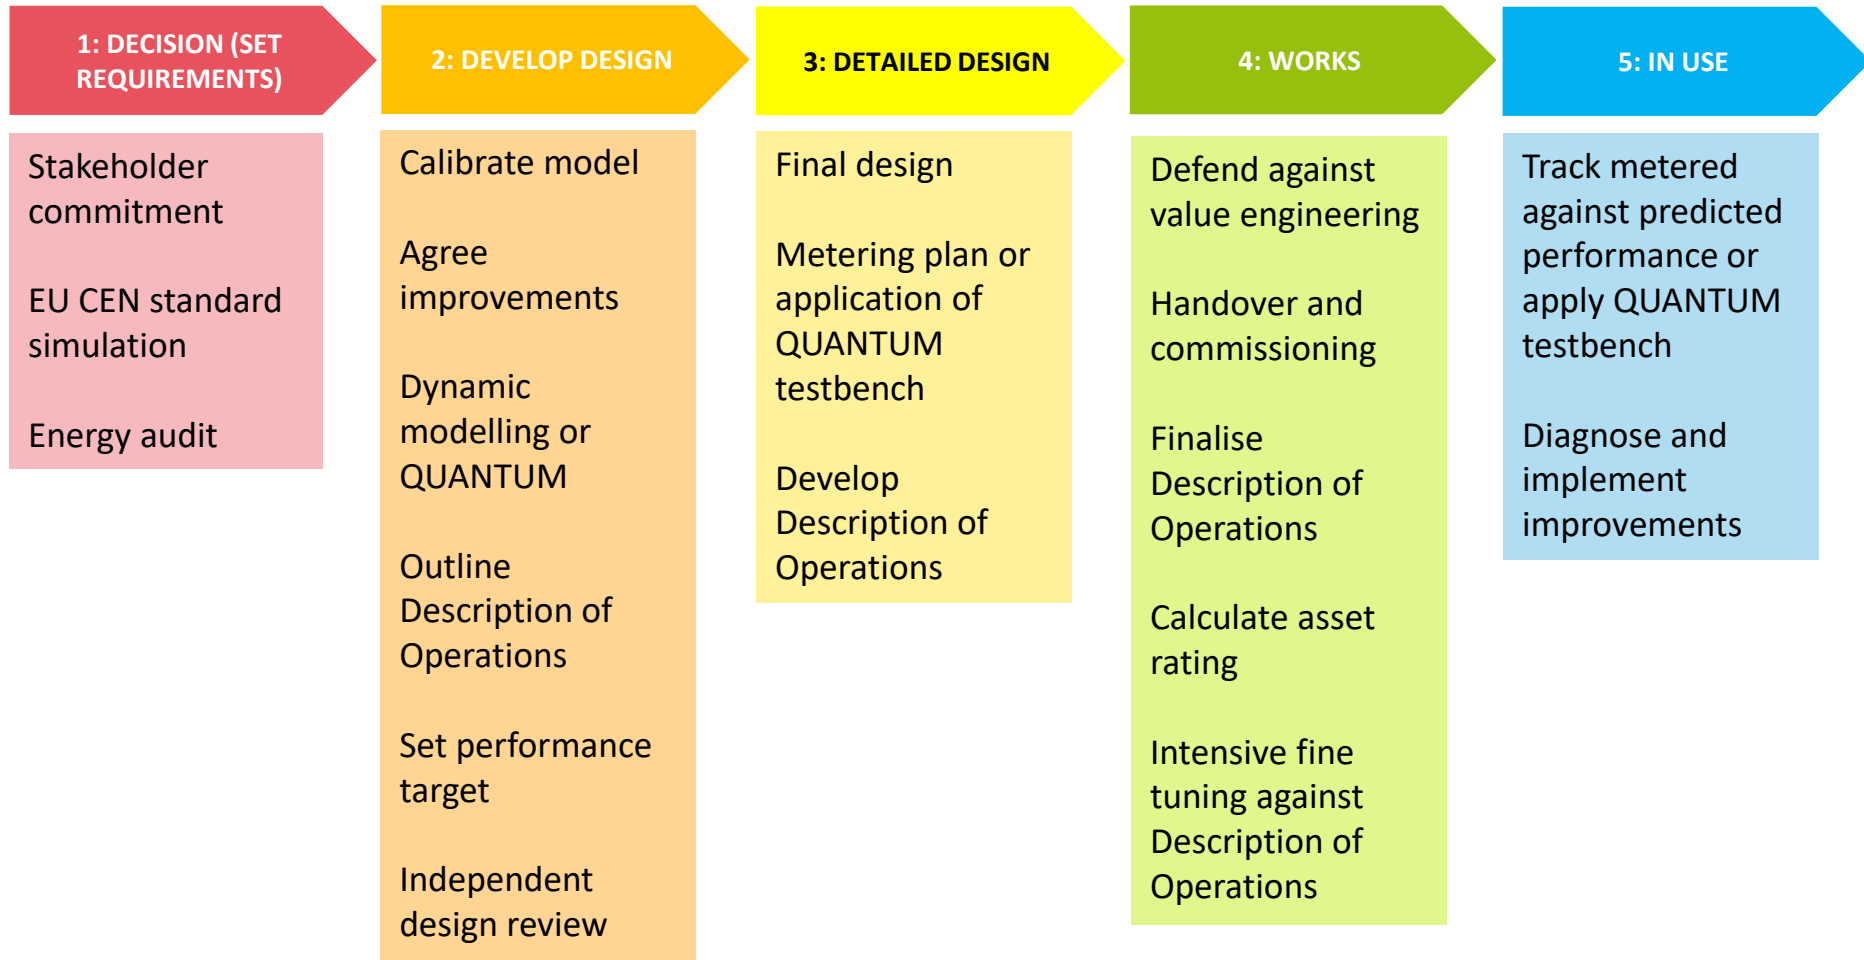 1: DECISION (SET
REQUIREMENTS)
Stakeholder
commitment
EU CEN standard
simulation
Energy audit
2: DEVELOP DESIGN
Calibrate model
Agree
improvements
Dynamic
modelling or
QUANTUM
Outline
Description of
Operations
Set performance
target
Independent
design review
3: DETAILED DESIGN
Final design
Metering plan or
application of
QUANTUM
testbench
Develop
Description of
Operations
4: WORKS
Defend against
value engineering
Handover and
commissioning
Finalise
Description of
Operations
Calculate asset
rating
Intensive fine
tuning against
Description of
Operations
5: IN USE
Track metered
against predicted
performance or
apply QUANTUM
testbench
Diagnose and
implement
improvements